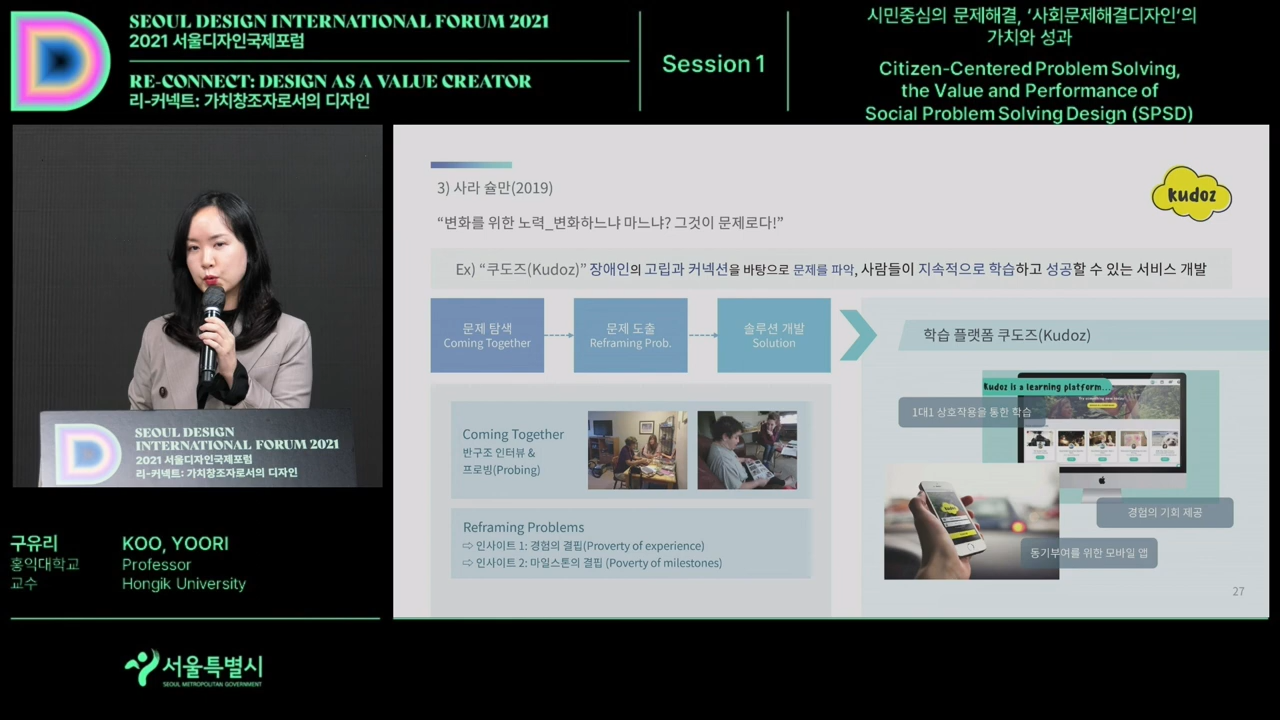 SEOUL DESIGN INTERNATIONAL FORUM 2021
2021 서울디자인국제포럼
RE-CONNECT: DESIGN AS A VALUE CREATOR
리-커넥트: 가치창조자로서의 디자인
Session 1
시민중심의 문제해결, ‘사회문제해결디자인’의
가치와 성과
Citizen-Centered Problem Solving,
the Value and Performance of
Social Problem Solving Design (SPSD)
SEOUL DESIGN
INTERNATIONAL FORUM 2021
2021 서울디자인국제포럼
리-커넥트: 가치창조자로서의 디자인
3) 사라 슐만(2019)
“변화를 위한 노력_변화하느냐 마느냐? 그것이 문제로다!”
kudoz
Ex) “쿠도즈(Kudoz)” 장애인의 고립과 커넥션을 바탕으로 문제를 파악, 사람들이 지속적으로 학습하고 성공할 수 있는 서비스 개발
문제 탐색
Coming Together
문제 도출
Reframing Prob.
솔루션 개발
Solution
학습 플랫폼 쿠도즈(Kudoz)
Coming Together
반구조 인터뷰 &
프로빙(Probing)
Reframing Problems
⇨ 인사이트 1: 경험의 결핍(Proverty of experience)
⇨ 인사이트 2: 마일스톤의 결핍 (Poverty of milestones)
Kudoz is a learning platform...
1대1 상호작용을 통한 학습
경험의 기회 제공
동기부여를 위한 모바일 앱
27
구유리
홍익대학교
교수
KOO, YOORI
Professor
Hongik University
서울특별시
SEOUL METROPOLITAN GOVERNMENT